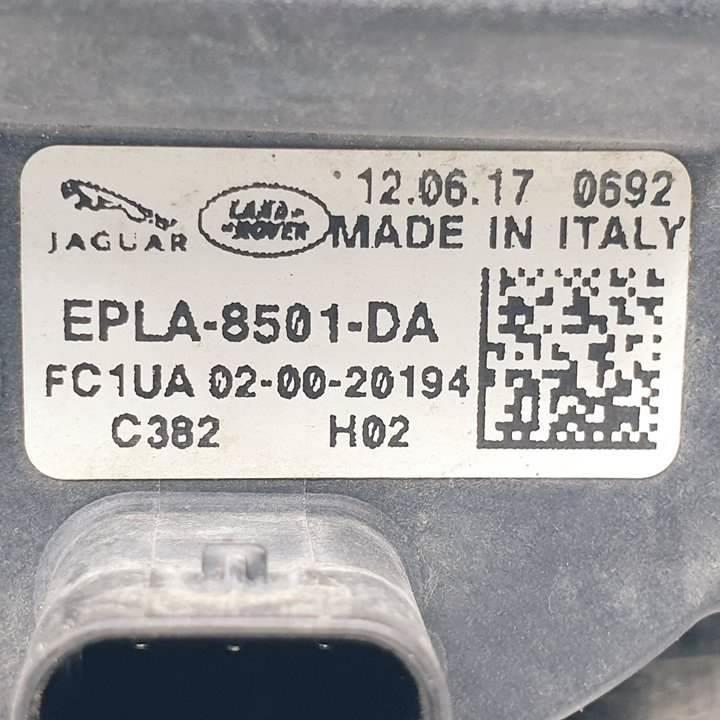 12.06.17 0692
JAGUAR LAND ROVER MADE IN ITALY
EPLA-8501-DA
FC1UA 02-00-20194
C382 H02